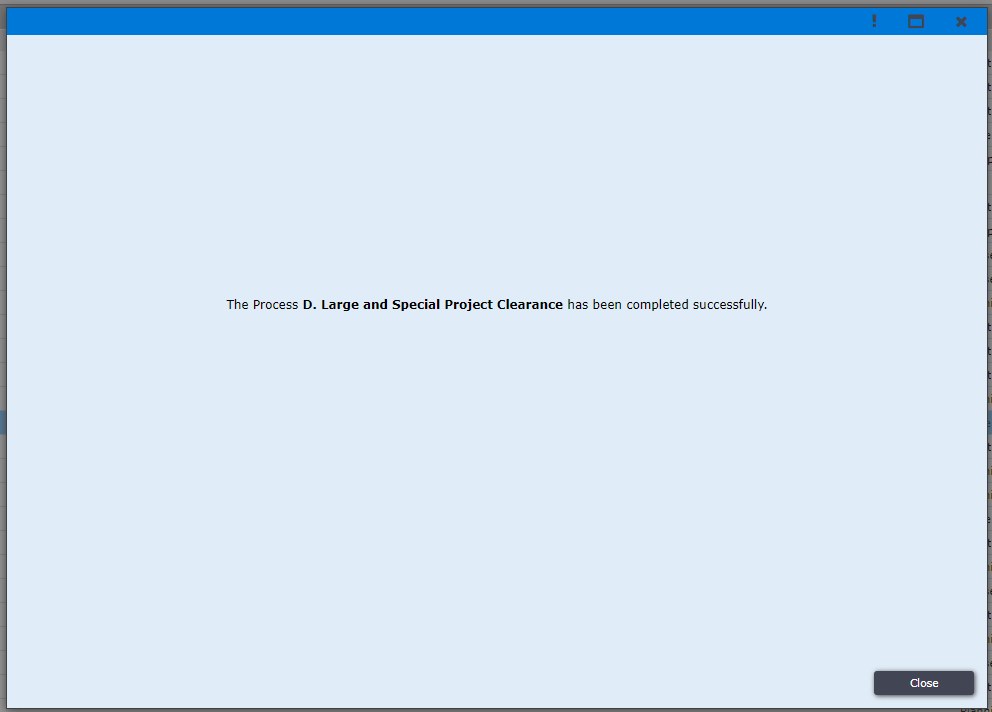 The Process D. Large and Special Project Clearance has been completed successfully.
Close